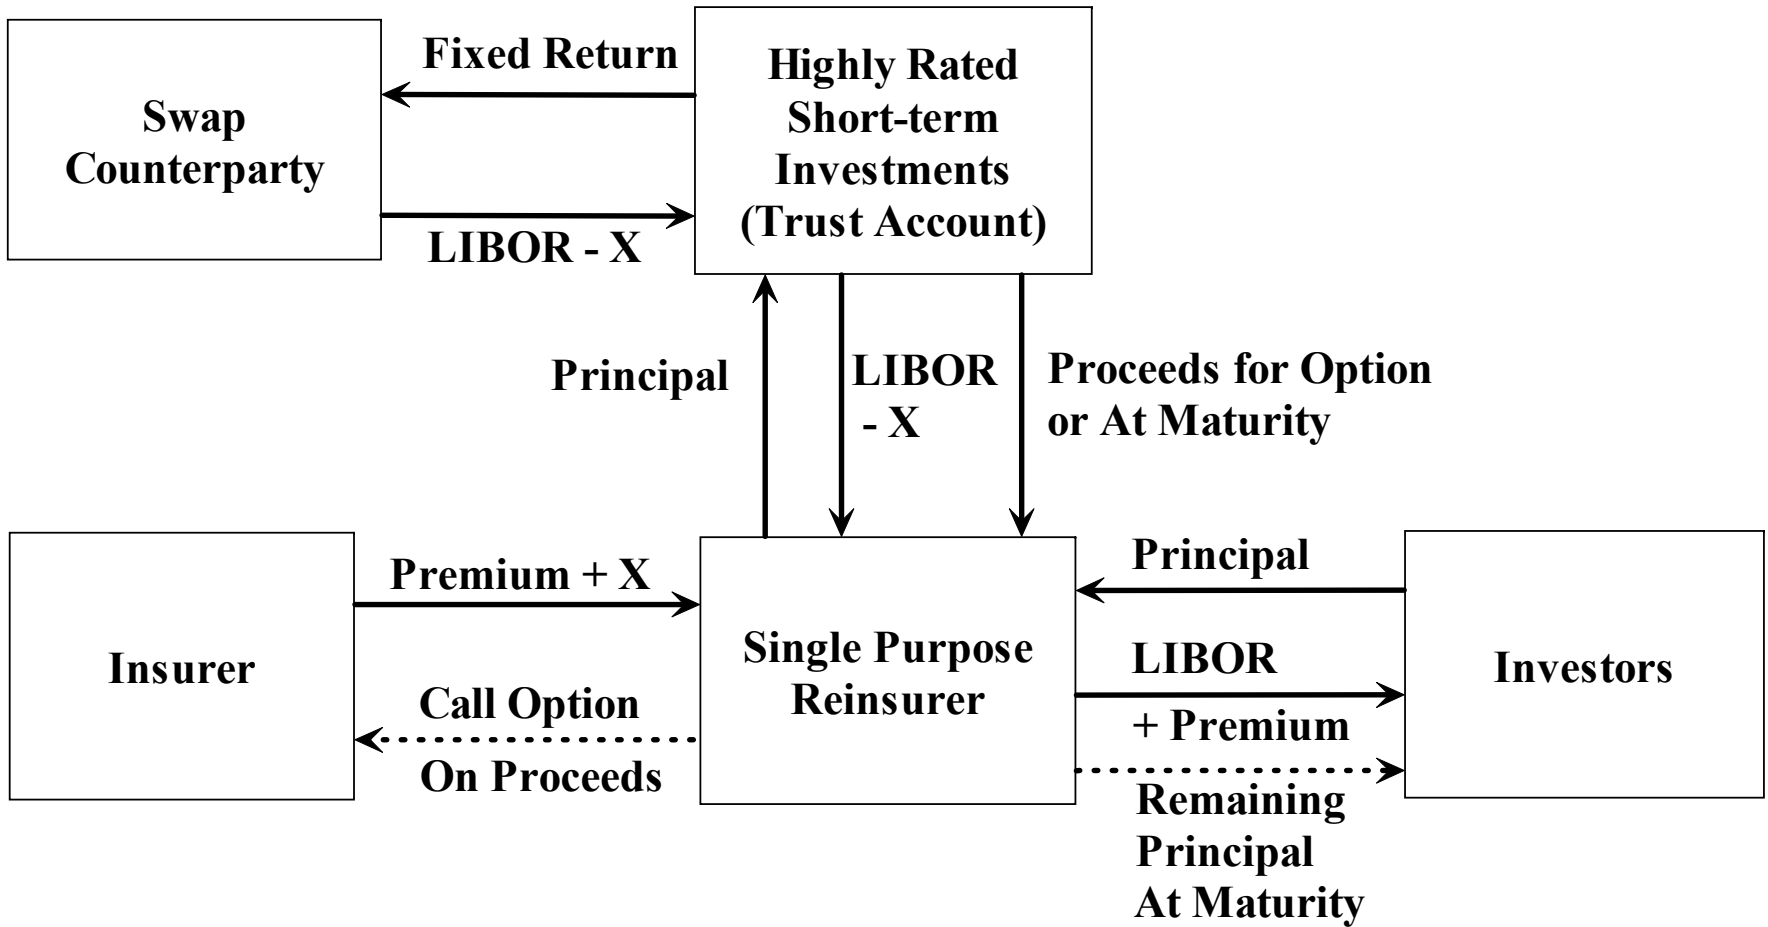 Fixed Return
Swap
Counterparty
LIBOR - X
Highly Rated
Short-term
Investments
(Trust Account)
Principal
LIBOR
- X
Proceeds for Option
or At Maturity
Insurer
Premium + X
Call Option
On Proceeds
Single Purpose
Reinsurer
Principal
LIBOR
+ Premium
Remaining
Principal
At Maturity
Investors